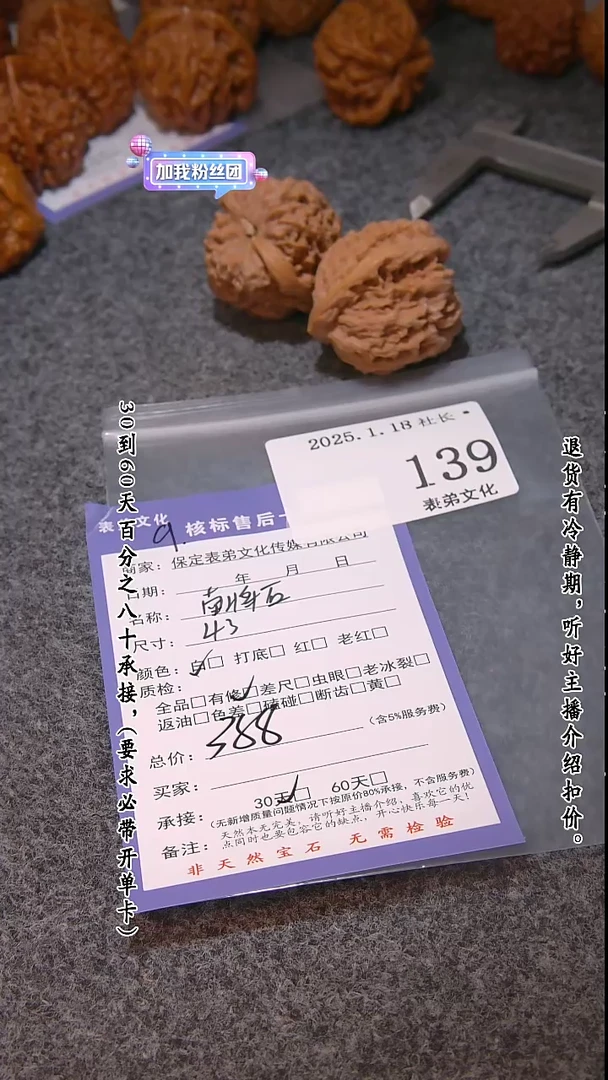 加我粉丝团
30到60天百分之八十承接，（要求必带开单卡）
退货有冷静期，听好主播介绍扣价。
2025.1.18 社长
139
表弟文化
9. 核标售后
商家：保定表弟文化传媒有限公司
日期： 年 月 日
名称：南将石
尺寸：43
颜色：白□ 打底□ 红□ 老红□
质检：
全品□有修□差尺□虫眼□老冰裂□
返油□色差□磕碰□断齿□黄□
总价：388 （含5%服务费）
买家：
承接：30天□ 60天□
（无新增质量问题情况下按原价80%承接，不含服务费）
备注：天然本无完美，请听好主播介绍，喜欢它的优
点同时也要包容它的缺点，开心快乐每一天！
非天然宝石 无需检验